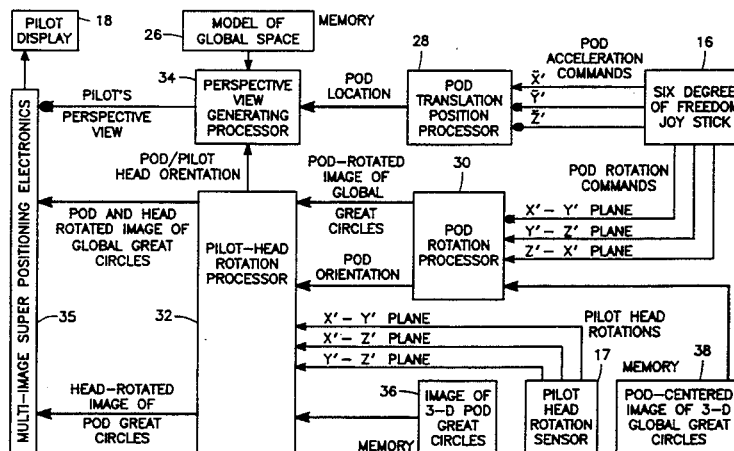 PILOT
DISPLAY
18
26
MODEL OF
GLOBAL SPACE
MEMORY
34
28
POD
ACCELERATION
COMMANDS
16
PILOT'S
PERSPECTIVE
VIEW
PERSPECTIVE
VIEW
GENERATING
PROCESSOR
POD
LOCATION
POD
TRANSLATION
POSITION
PROCESSOR
Ẍ'
Ÿ'
Z̈'
SIX DEGREE
OF FREEDOM
JOY STICK
MULTI-IMAGE SUPER POSITIONING ELECTRONICS
POD/PILOT
HEAD ORENTATION
POD-ROTATED
IMAGE OF
GLOBAL
GREAT
CIRCLES
30
POD ROTATION
COMMANDS
POD AND HEAD
ROTATED IMAGE OF
GLOBAL GREAT
CIRCLES
PILOT-HEAD
ROTATION
PROCESSOR
POD
ROTATION
PROCESSOR
X' - Y' PLANE
Y' - Z' PLANE
Z' - X' PLANE
POD
ORIENTATION
35
32
X' - Y' PLANE
X' - Z' PLANE
Y' - Z' PLANE
PILOT HEAD
ROTATIONS
HEAD-ROTATED
IMAGE OF
POD GREAT
CIRCLES
36
IMAGE OF
3-D POD
GREAT
CIRCLES
MEMORY
17
PILOT
HEAD
ROTATION
SENSOR
MEMORY
38
POD-CENTERED
IMAGE OF 3-D
GLOBAL GREAT
CIRCLES